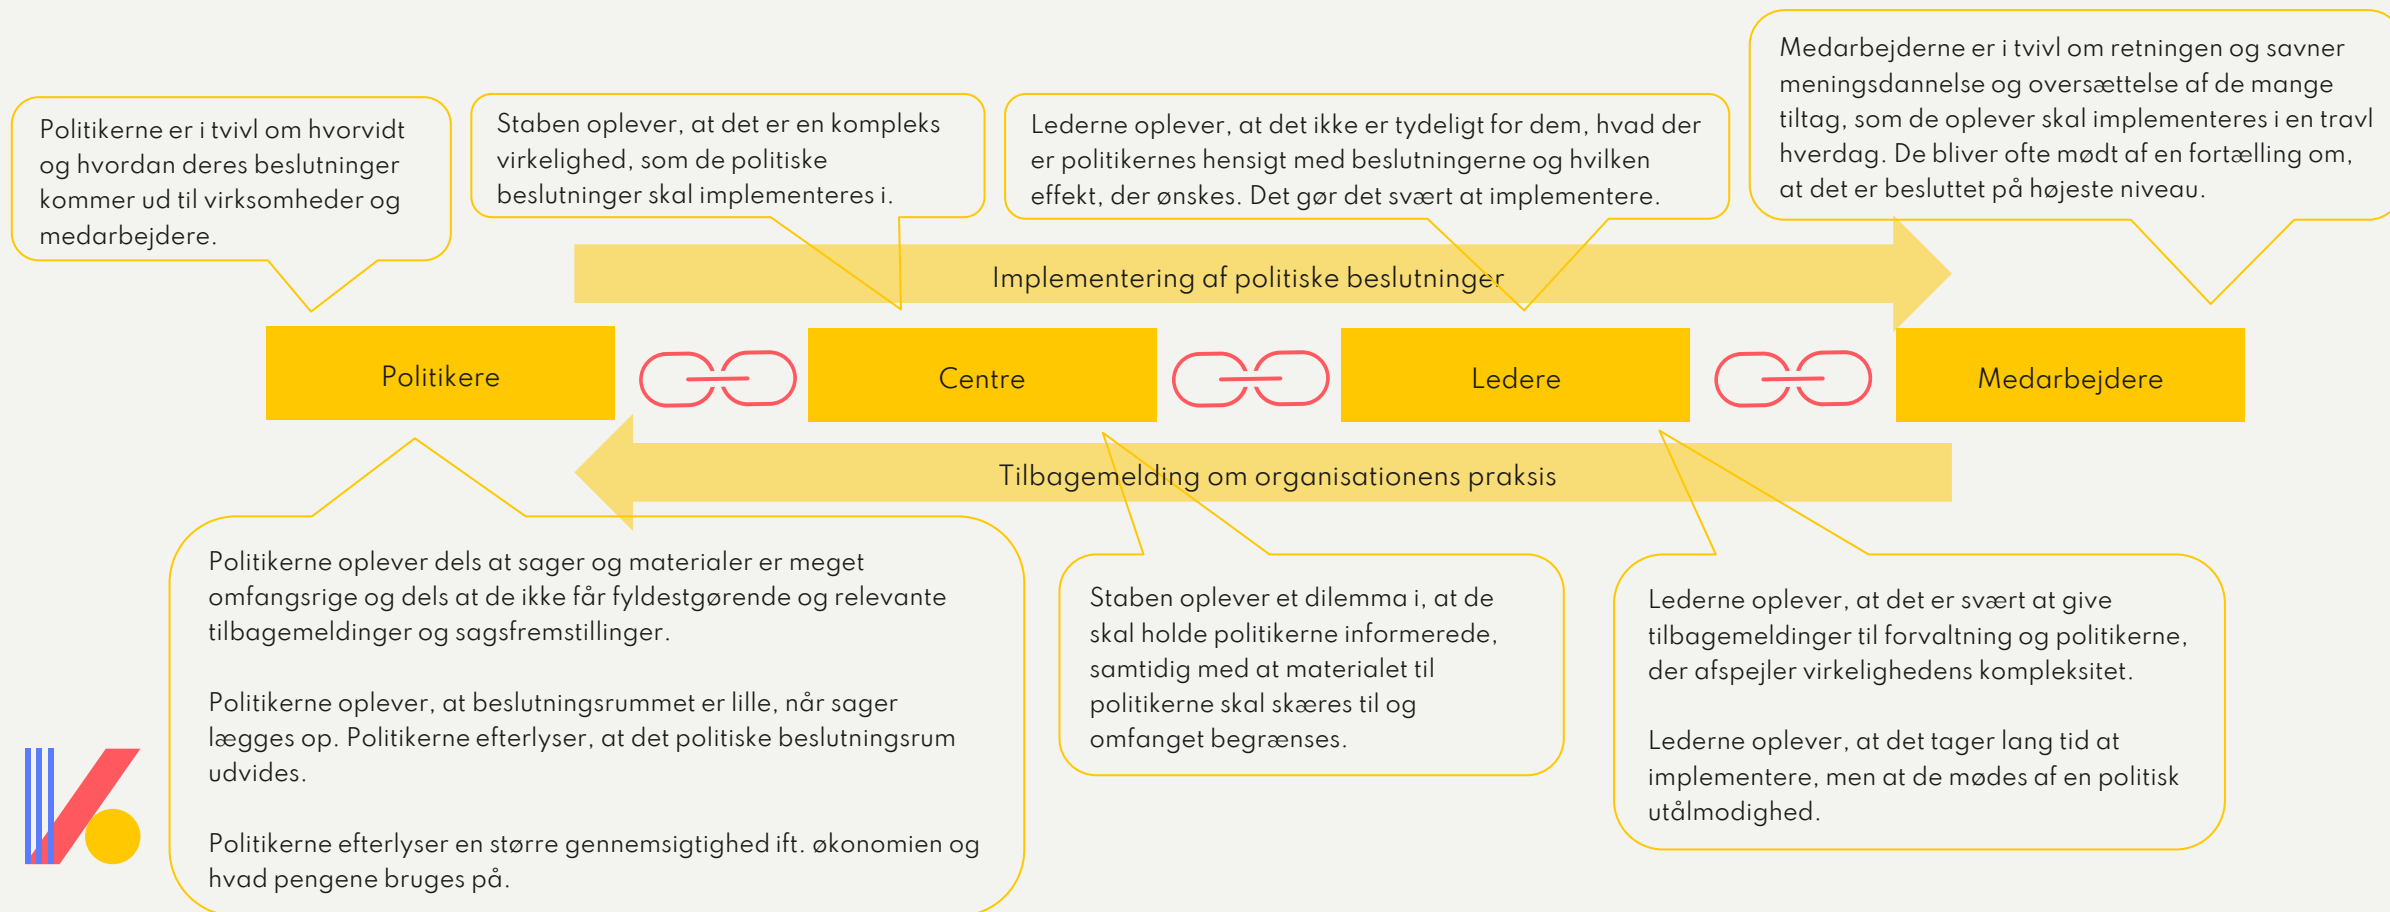 Politikerne er i tvivl om hvorvidt
og hvordan deres beslutninger
kommer ud til virksomheder og
medarbejdere.
Staben oplever, at det er en kompleks
virkelighed, som de politiske
beslutninger skal implementeres i.
Lederne oplever, at det ikke er tydeligt for dem, hvad der
er politikernes hensigt med beslutningerne og hvilken
effekt, der ønskes. Det gør det svært at implementere.
Medarbejderne er i tvivl om retningen og savner
meningsdannelse og oversættelse af de mange
tiltag, som de oplever skal implementeres i en travl
hverdag. De bliver ofte mødt af en fortælling om,
at det er besluttet på højeste niveau.
Implementering af politiske beslutninger
Politikere
Centre
Ledere
Medarbejdere
Tilbagemelding om organisationens praksis
Politikerne oplever dels at sager og materialer er meget
omfangsrige og dels at de ikke får fyldestgørende og relevante
tilbagemeldinger og sagsfremstillinger.
Politikerne oplever, at beslutningsrummet er lille, når sager
lægges op. Politikerne efterlyser, at det politiske beslutningsrum
udvides.
Politikerne efterlyser en større gennemsigtighed ift. økonomien og
hvad pengene bruges på.
Staben oplever et dilemma i, at de
skal holde politikerne informerede,
samtidig med at materialet til
politikerne skal skæres til og
omfanget begrænses.
Lederne oplever, at det er svært at give
tilbagemeldinger til forvaltning og politikerne,
der afspejler virkelighedens kompleksitet.
Lederne oplever, at det tager lang tid at
implementere, men at de mødes af en politisk
utålmodighed.